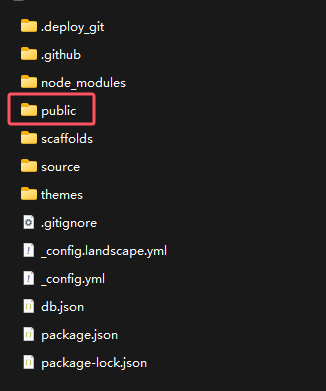 .deploy_git
.github
node_modules
public
scaffolds
source
themes
.gitignore
_config.landscape.yml
_config.yml
db.json
package.json
package-lock.json